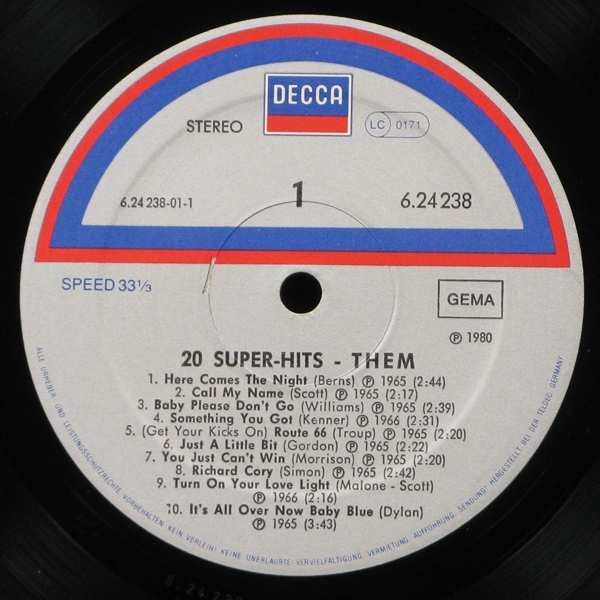 DECCA
STEREO
LC 0171
6.24 238-01-1
1
6.24 238
SPEED 33⅓
GEMA
℗ 1980
20 SUPER-HITS - THEM
1. Here Comes The Night (Berns) ℗ 1965 (2:44)
2. Call My Name (Scott) ℗ 1965 (2:17)
3. Baby Please Don't Go (Williams) ℗ 1965 (2:39)
4. Something You Got (Kenner) ℗ 1966 (2:31)
5. (Get Your Kicks On) Route 66 (Troup) ℗ 1965 (2:20)
6. Just A Little Bit (Gordon) ℗ 1965 (2:22)
7. You Just Can't Win (Morrison) ℗ 1965 (2:20)
8. Richard Cory (Simon) ℗ 1965 (2:42)
9. Turn On Your Love Light (Malone - Scott)
℗ 1966 (2:16)
10. It's All Over Now Baby Blue (Dylan)
℗ 1965 (3:43)
ALLE URHEBER- UND LEISTUNGSSCHUTZRECHTE VORBEHALTEN KEIN VERLEIH! KEINE UNERLAUBTE VERVIELFÄLTIGUNG, VERMIETUNG, AUFFÜHRUNG, SENDUNG! HERGESTELLT BEI DER TELDEC, GERMANY